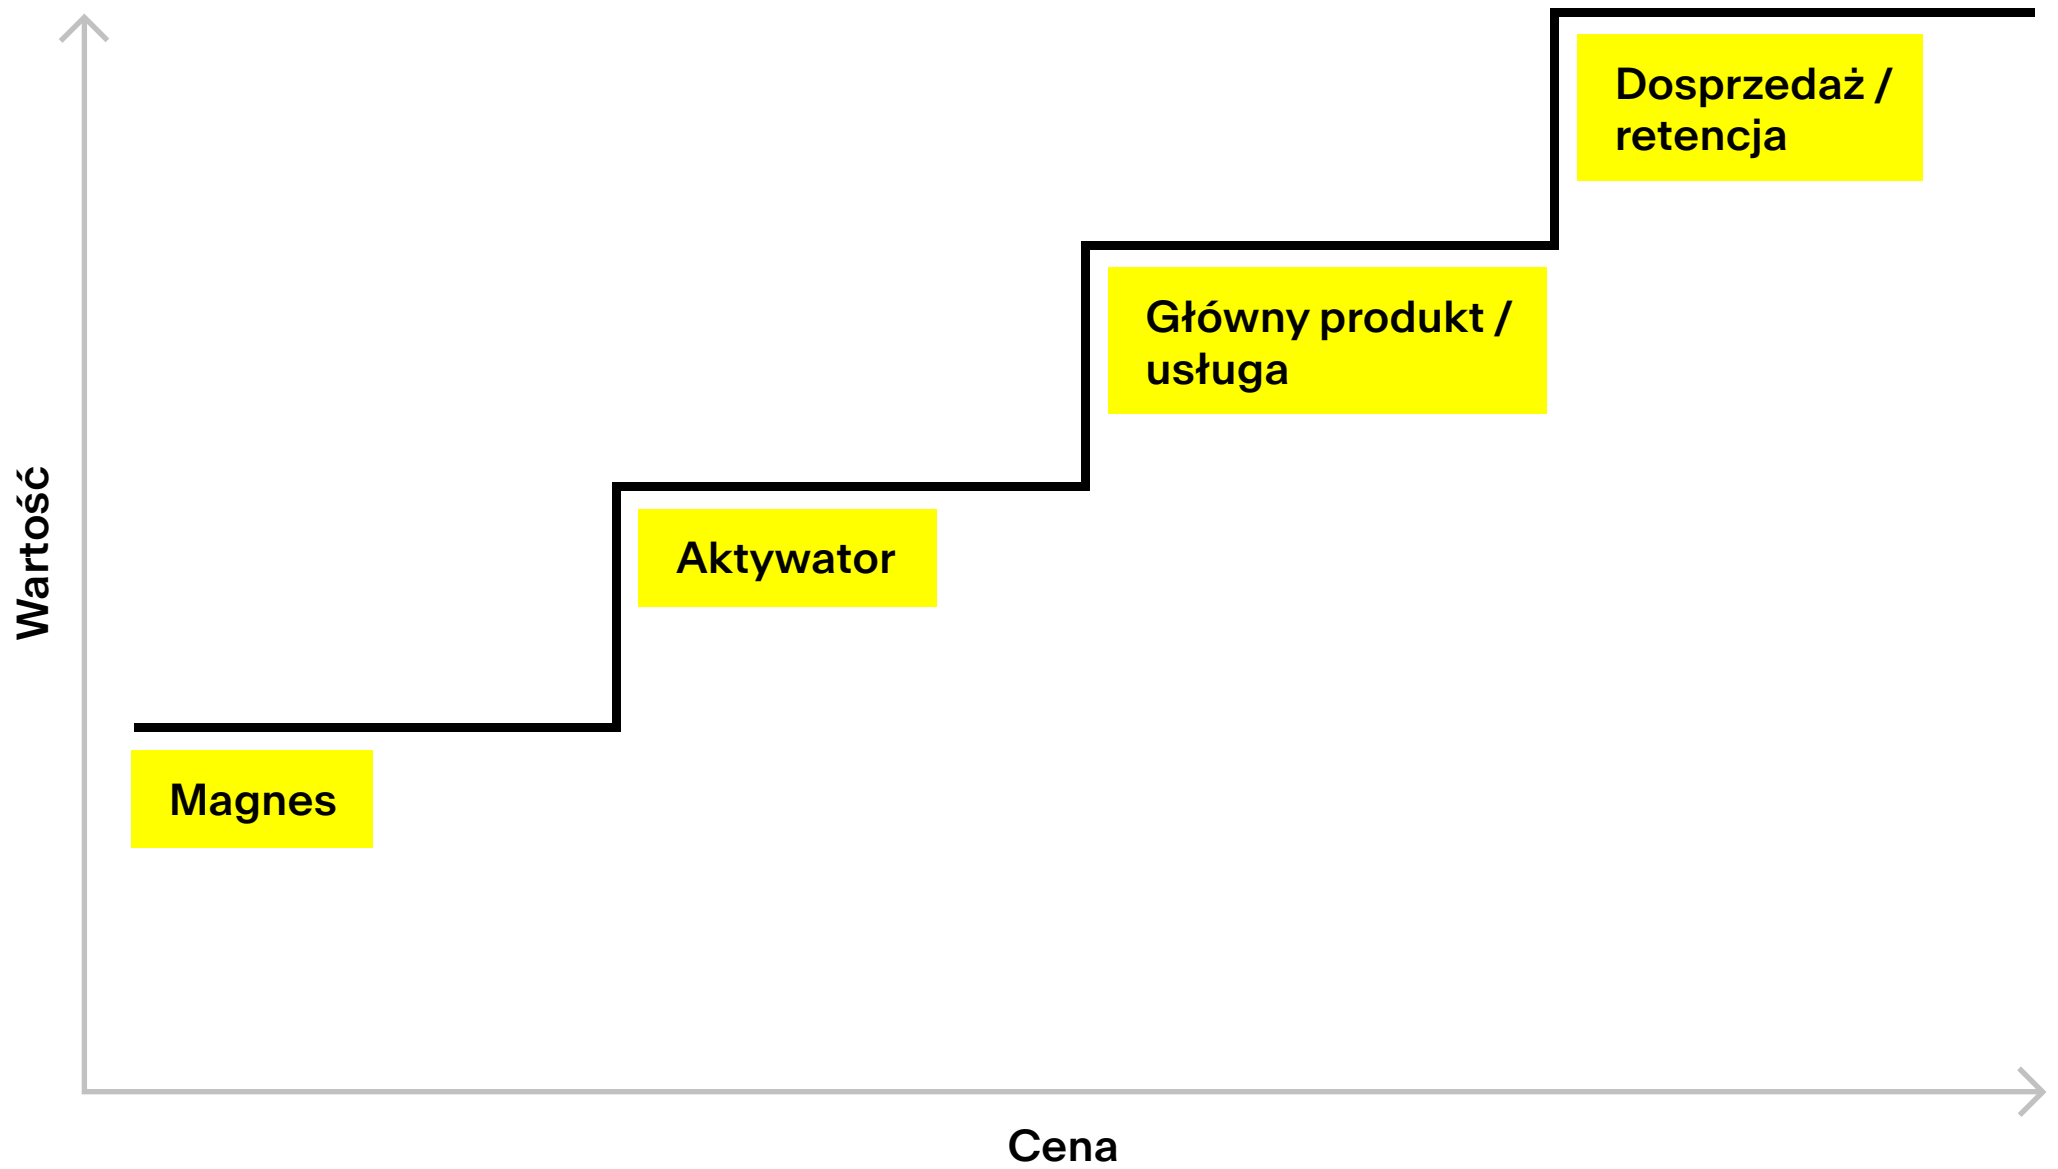 Dosprzedaż /
retencja
Główny produkt /
usługa
Aktywator
Magnes
Wartość
Cena